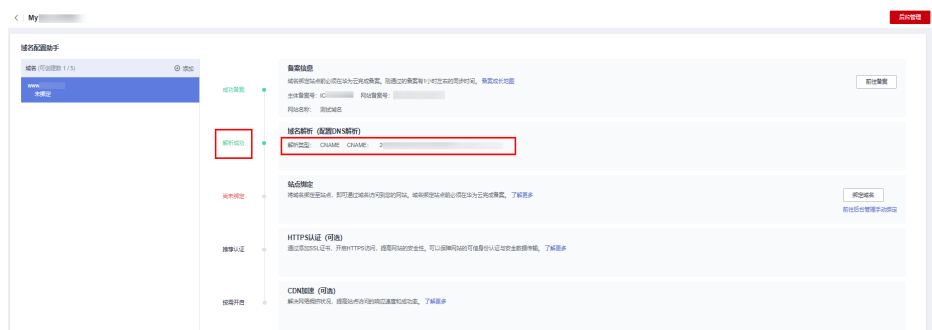 My
后台管理
域名配置助手
域名 (可创建数 1 / 5)
添加
www.
未绑定
成功备案
备案信息
域名绑定站点前必须在华为云完成备案，刚通过的备案有1小时左右的同步时间。 备案成长地图
前往备案
主体备案号： IC 网站备案号：
网站名称： 测试域名
解析成功
域名解析（配置DNS解析）
解析类型： CNAME CNAME： 2
尚未绑定
站点绑定
将域名绑定至站点，即可通过域名访问到您的网站。域名绑定站点前必须在华为云完成备案。 了解更多
绑定域名
前往后台管理手动绑定
推荐认证
HTTPS认证（可选）
通过添加SSL证书，开启HTTPS访问，提高网站的安全性。可以保障网站的可信身份认证与安全数据传输。 了解更多
按需开启
CDN加速（可选）
解决网络拥挤状况，提高站点访问的响应速度和成功率。 了解更多